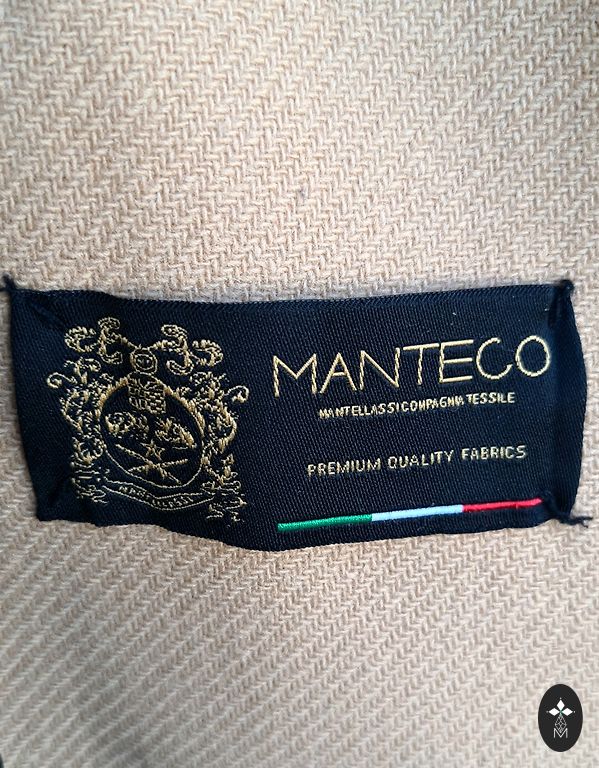 MANTECO
MANTELLASSI COMPAGNIA TESSILE
PREMIUM QUALITY FABRICS
M